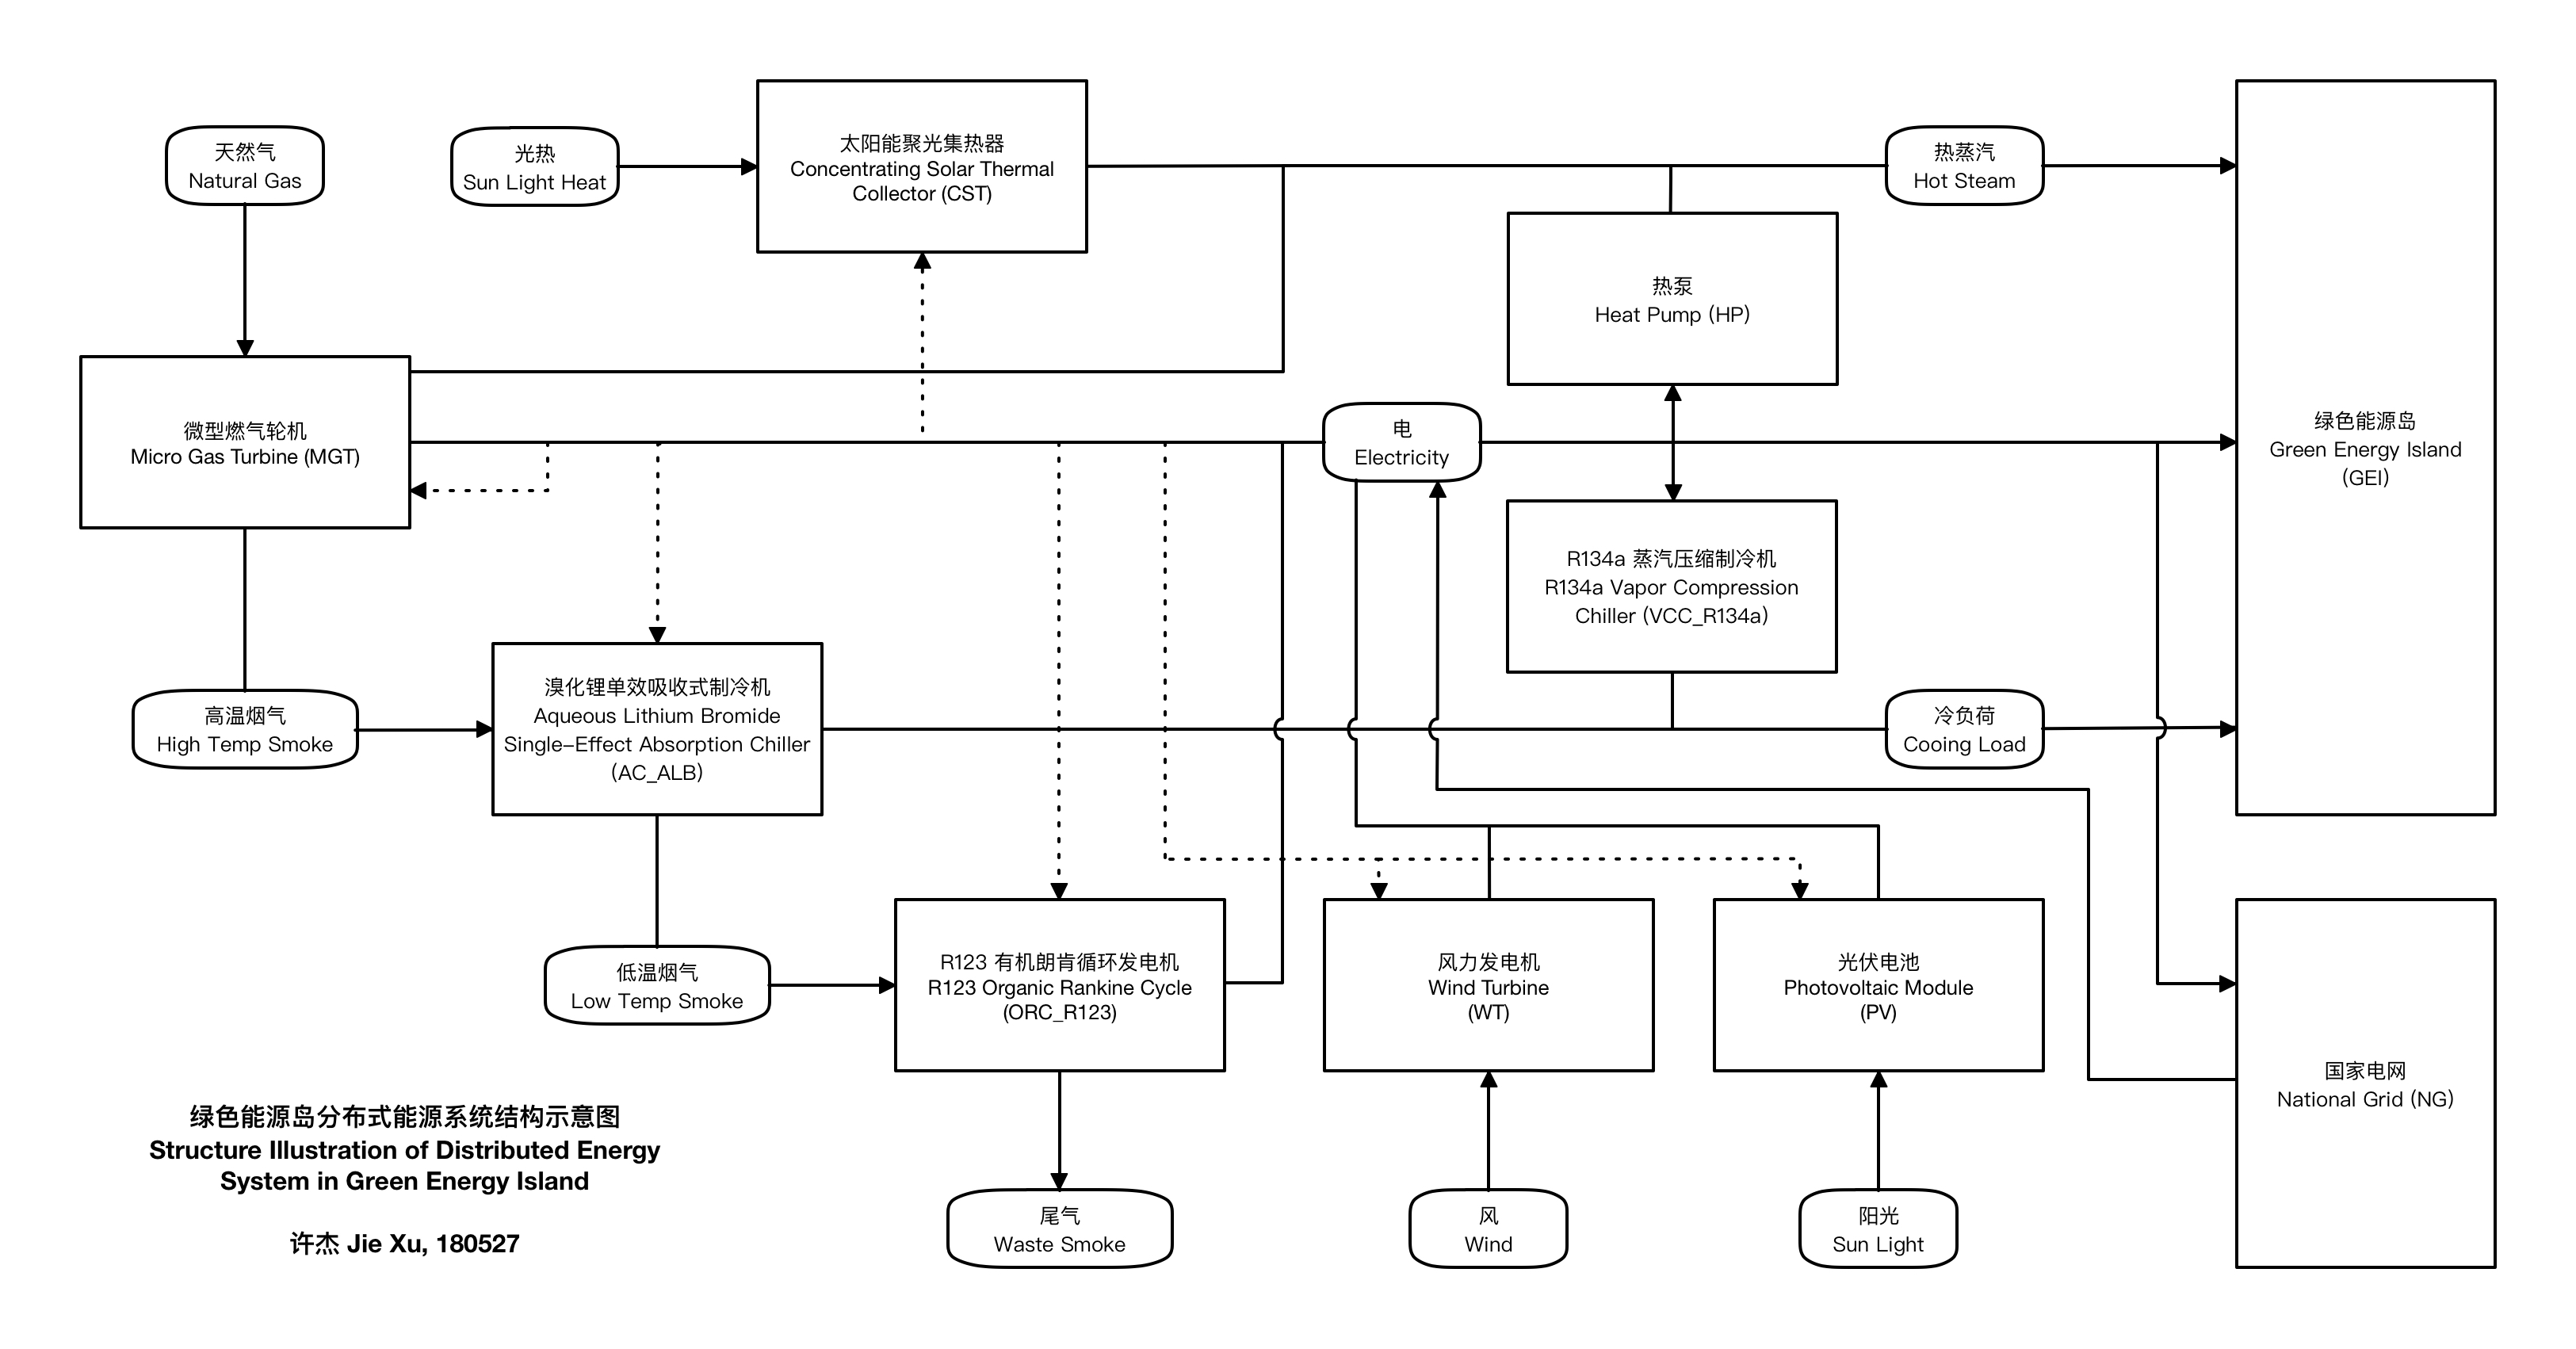 天然气
Natural Gas
光热
Sun Light Heat
太阳能聚光集热器
Concentrating Solar Thermal
Collector (CST)
热蒸汽
Hot Steam
热泵
Heat Pump (HP)
微型燃气轮机
Micro Gas Turbine (MGT)
电
Electricity
绿色能源岛
Green Energy Island
(GEI)
R134a 蒸汽压缩制冷机
R134a Vapor Compression
Chiller (VCC_R134a)
高温烟气
High Temp Smoke
溴化锂单效吸收式制冷机
Aqueous Lithium Bromide
Single-Effect Absorption Chiller
(AC_ALB)
冷负荷
Cooing Load
低温烟气
Low Temp Smoke
R123 有机朗肯循环发电机
R123 Organic Rankine Cycle
(ORC_R123)
风力发电机
Wind Turbine
(WT)
光伏电池
Photovoltaic Module
(PV)
国家电网
National Grid (NG)
绿色能源岛分布式能源系统结构示意图
Structure Illustration of Distributed Energy
System in Green Energy Island
许杰 Jie Xu, 180527
尾气
Waste Smoke
风
Wind
阳光
Sun Light